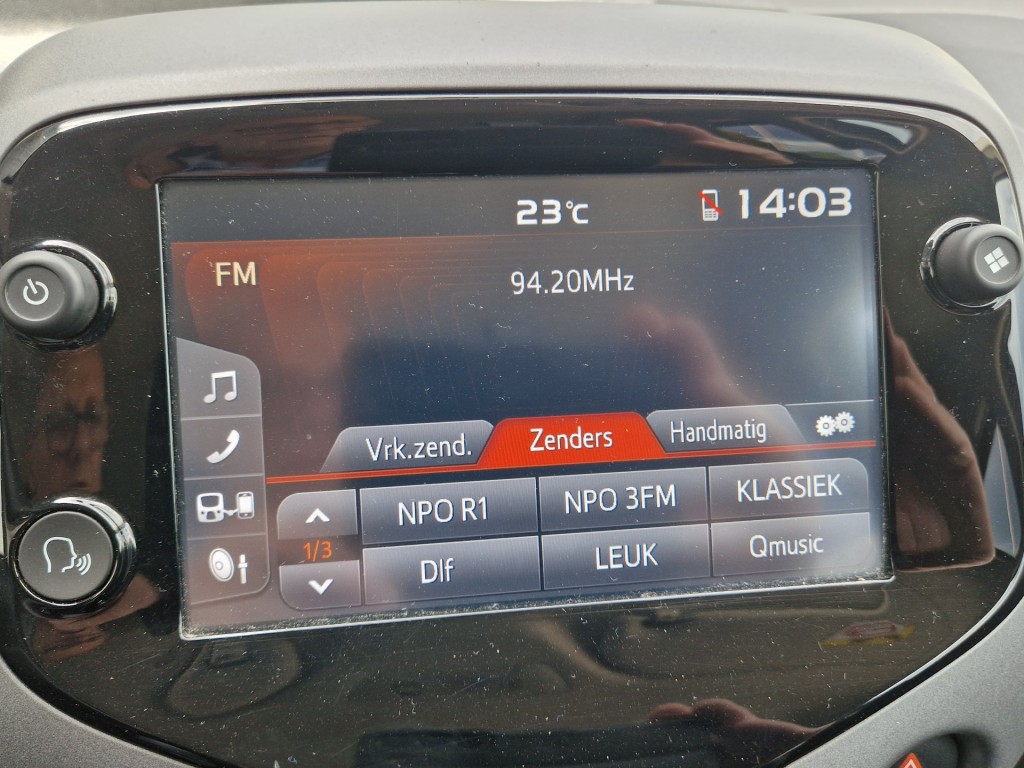 23°C 14:03
FM 94.20MHz
Vrk.zend. Zenders Handmatig
NPO R1 NPO 3FM KLASSIEK
1/3
Dlf LEUK Qmusic